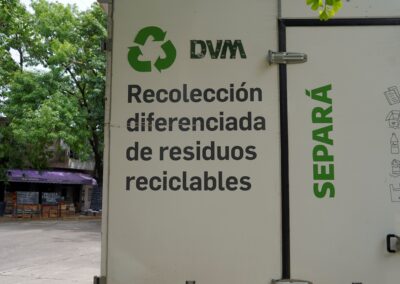 DVM
Recolección
diferenciada
de residuos
reciclables
SEPARÁ